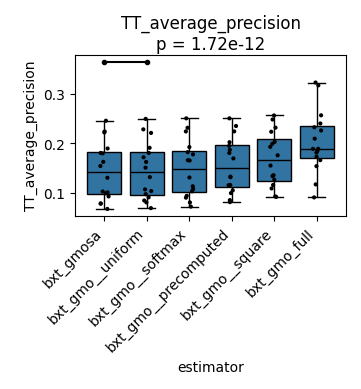 TT_average_precision
p = 1.72e-12
TT_average_precision
0.3
0.2
0.1
bxt_gmosa
bxt_gmo__uniform
bxt_gmo__softmax
bxt_gmo__precomputed
bxt_gmo__square
bxt_gmo_full
estimator